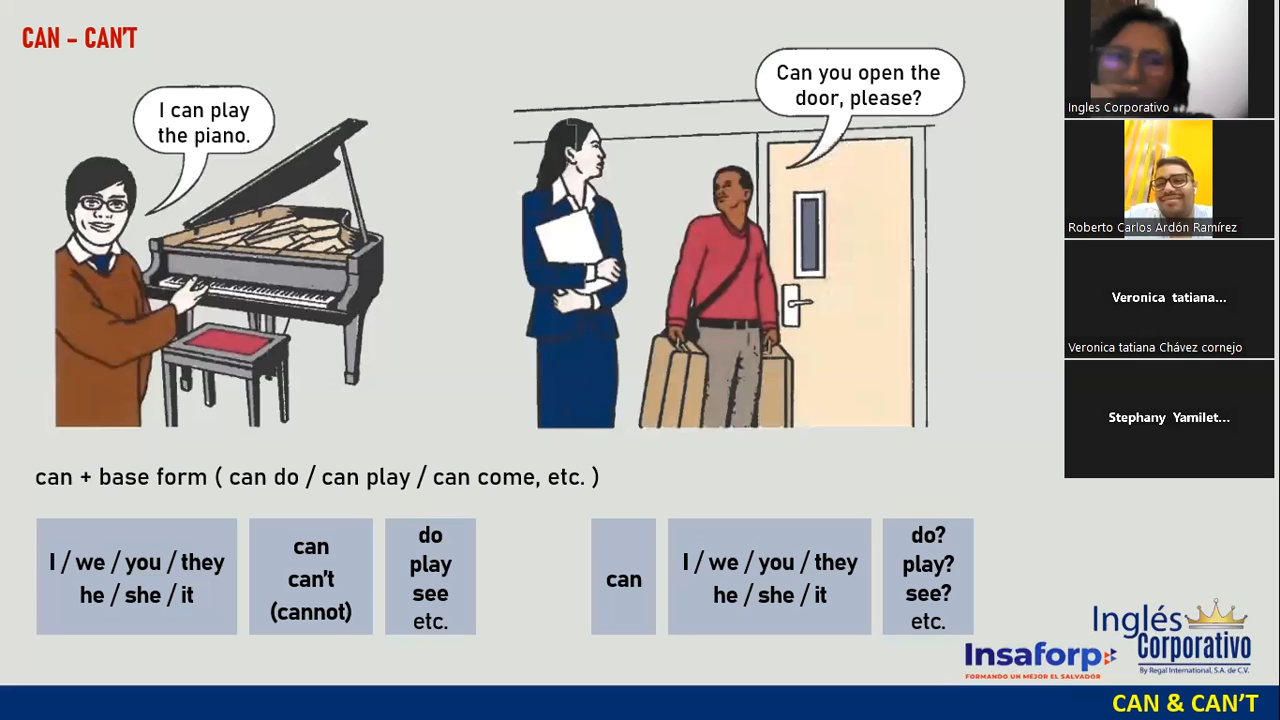 CAN – CAN'T
I can play
the piano.
Can you open the
door, please?
can + base form ( can do / can play / can come, etc. )
I / we / you / they
he / she / it
can
can't
(cannot)
do
play
see
etc.
can
I / we / you / they
he / she / it
do?
play?
see?
etc.
Insaforp
FORMANDO UN MEJOR EL SALVADOR
Inglés
Corporativo
By Regal International, S.A. de C.V.
CAN & CAN'T
Ingles Corporativo
Roberto Carlos Ardón Ramírez
Veronica tatiana...
Veronica tatiana Chávez cornejo
Stephany Yamilet...